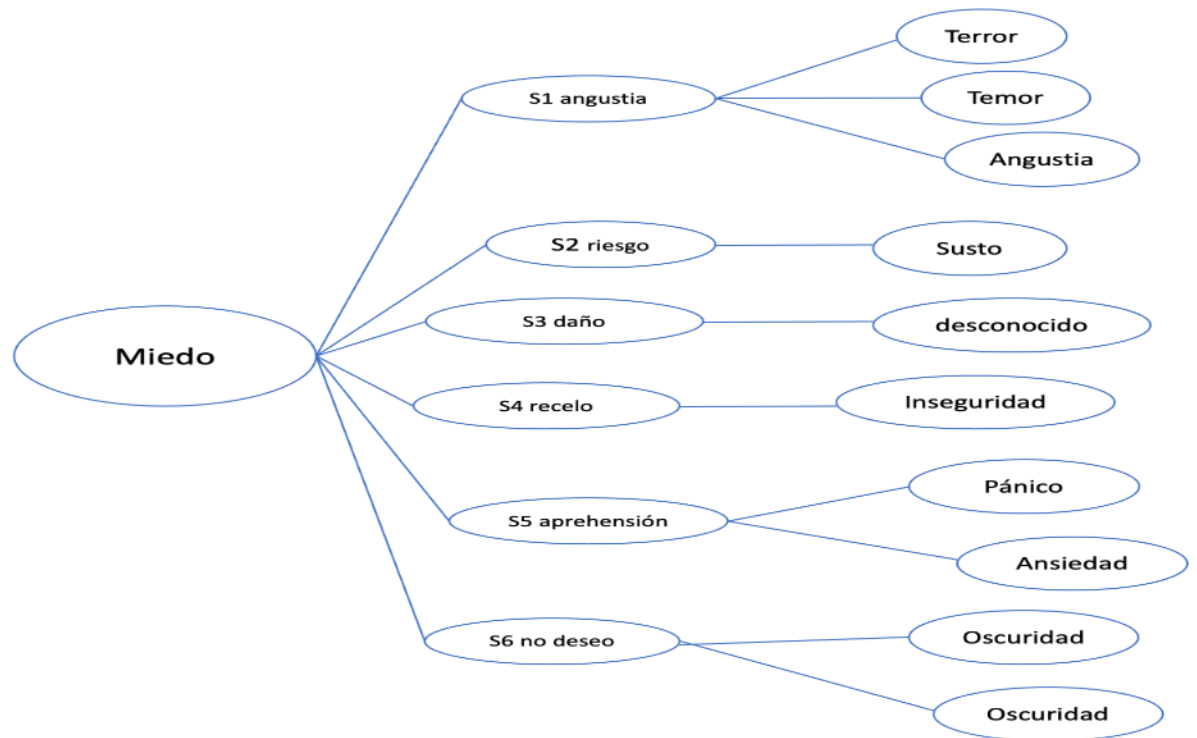 Terror
S1 angustia
Temor
Angustia
S2 riesgo
Susto
S3 daño
desconocido
Miedo
S4 recelo
Inseguridad
Pánico
S5 aprehensión
Ansiedad
S6 no deseo
Oscuridad
Oscuridad